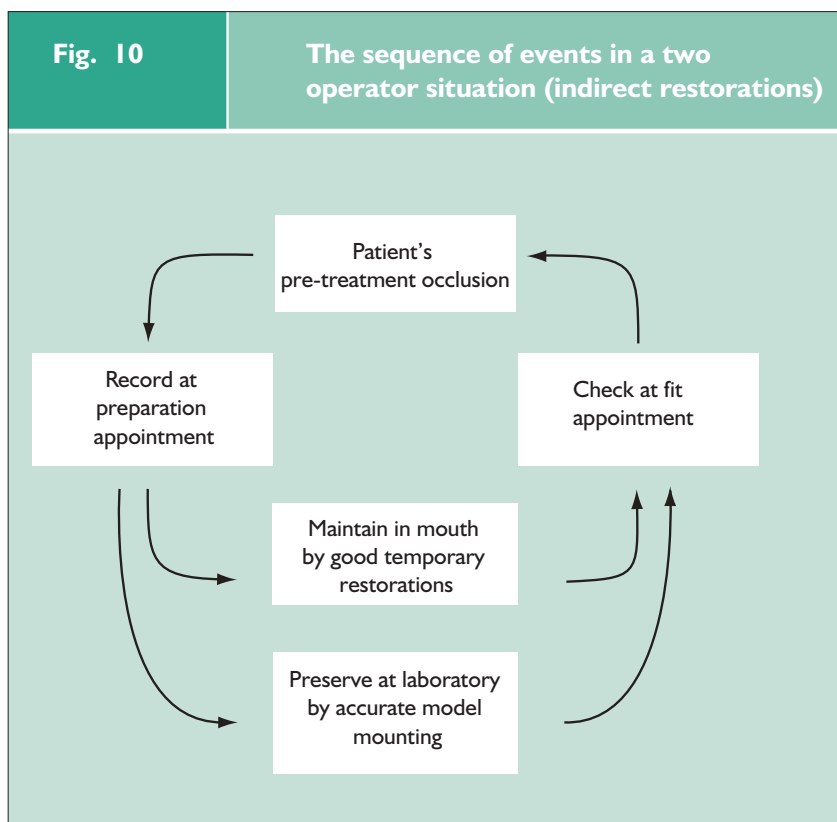 Fig. 10
The sequence of events in a two
operator situation (indirect restorations)
Patient's
pre-treatment occlusion
Record at
preparation
appointment
Check at fit
appointment
Maintain in mouth
by good temporary
restorations
Preserve at laboratory
by accurate model
mounting